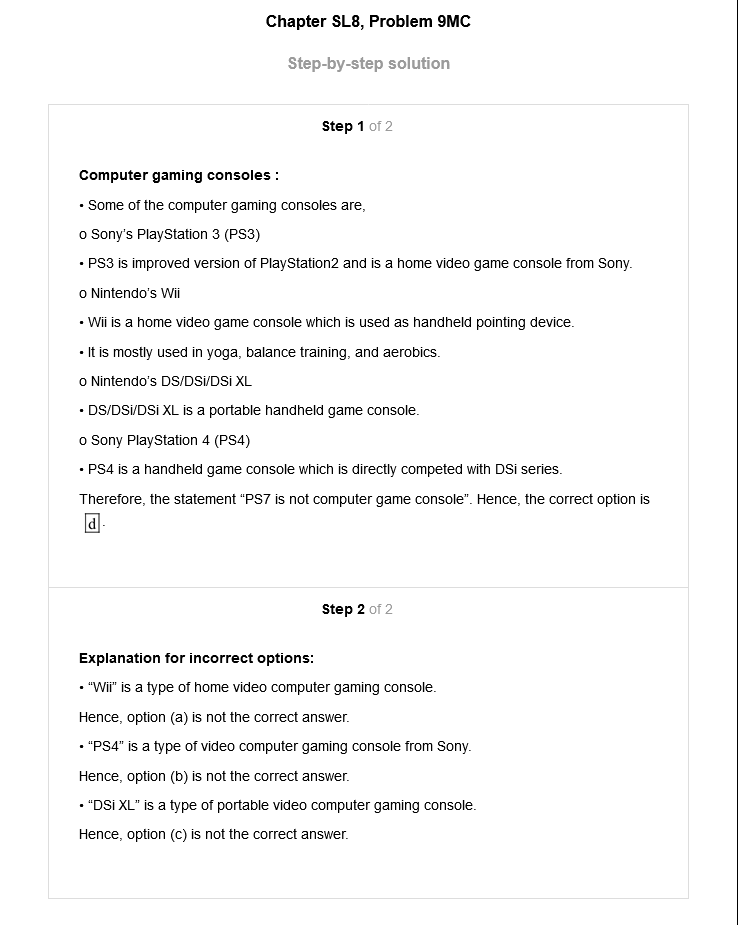 Chapter SL8, Problem 9MC
Step-by-step solution
Step 1 of 2
Computer gaming consoles :
• Some of the computer gaming consoles are,
o Sony’s PlayStation 3 (PS3)
• PS3 is improved version of PlayStation2 and is a home video game console from Sony.
o Nintendo’s Wii
• Wii is a home video game console which is used as handheld pointing device.
• It is mostly used in yoga, balance training, and aerobics.
o Nintendo’s DS/DSi/DSi XL
• DS/DSi/DSi XL is a portable handheld game console.
o Sony PlayStation 4 (PS4)
• PS4 is a handheld game console which is directly competed with DSi series.
Therefore, the statement “PS7 is not computer game console”. Hence, the correct option is
d.
Step 2 of 2
Explanation for incorrect options:
• “Wii” is a type of home video computer gaming console.
Hence, option (a) is not the correct answer.
• “PS4” is a type of video computer gaming console from Sony.
Hence, option (b) is not the correct answer.
• “DSi XL” is a type of portable video computer gaming console.
Hence, option (c) is not the correct answer.